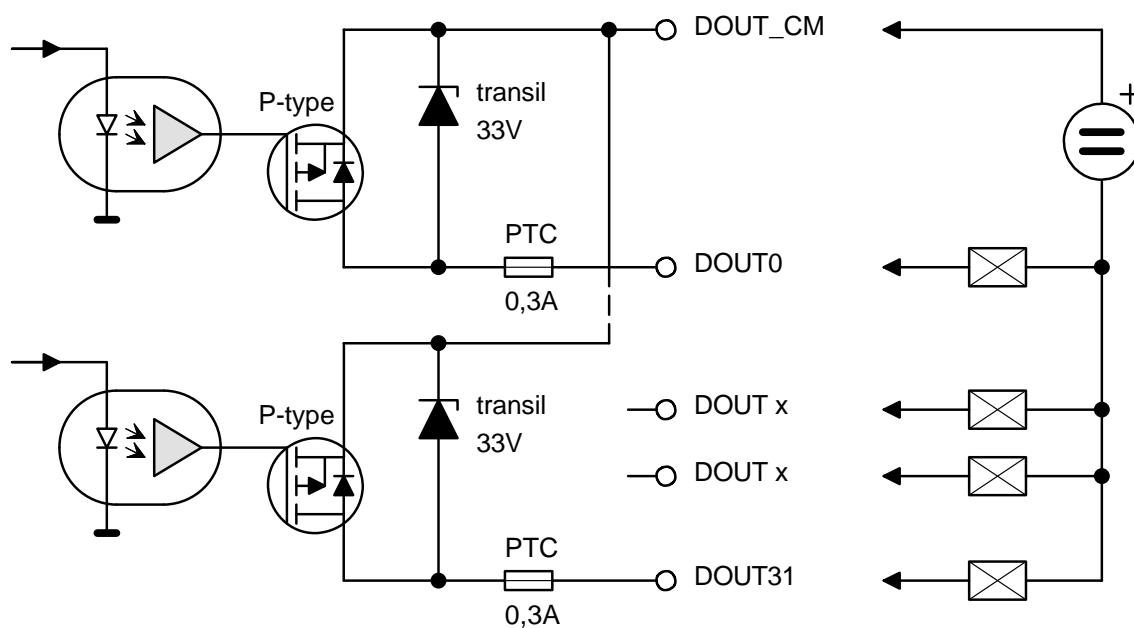 DOUT_CM
+
P-type
transil
33V
PTC
DOUT0
0,3A
P-type
transil
33V
DOUT x
DOUT x
PTC
DOUT31
0,3A